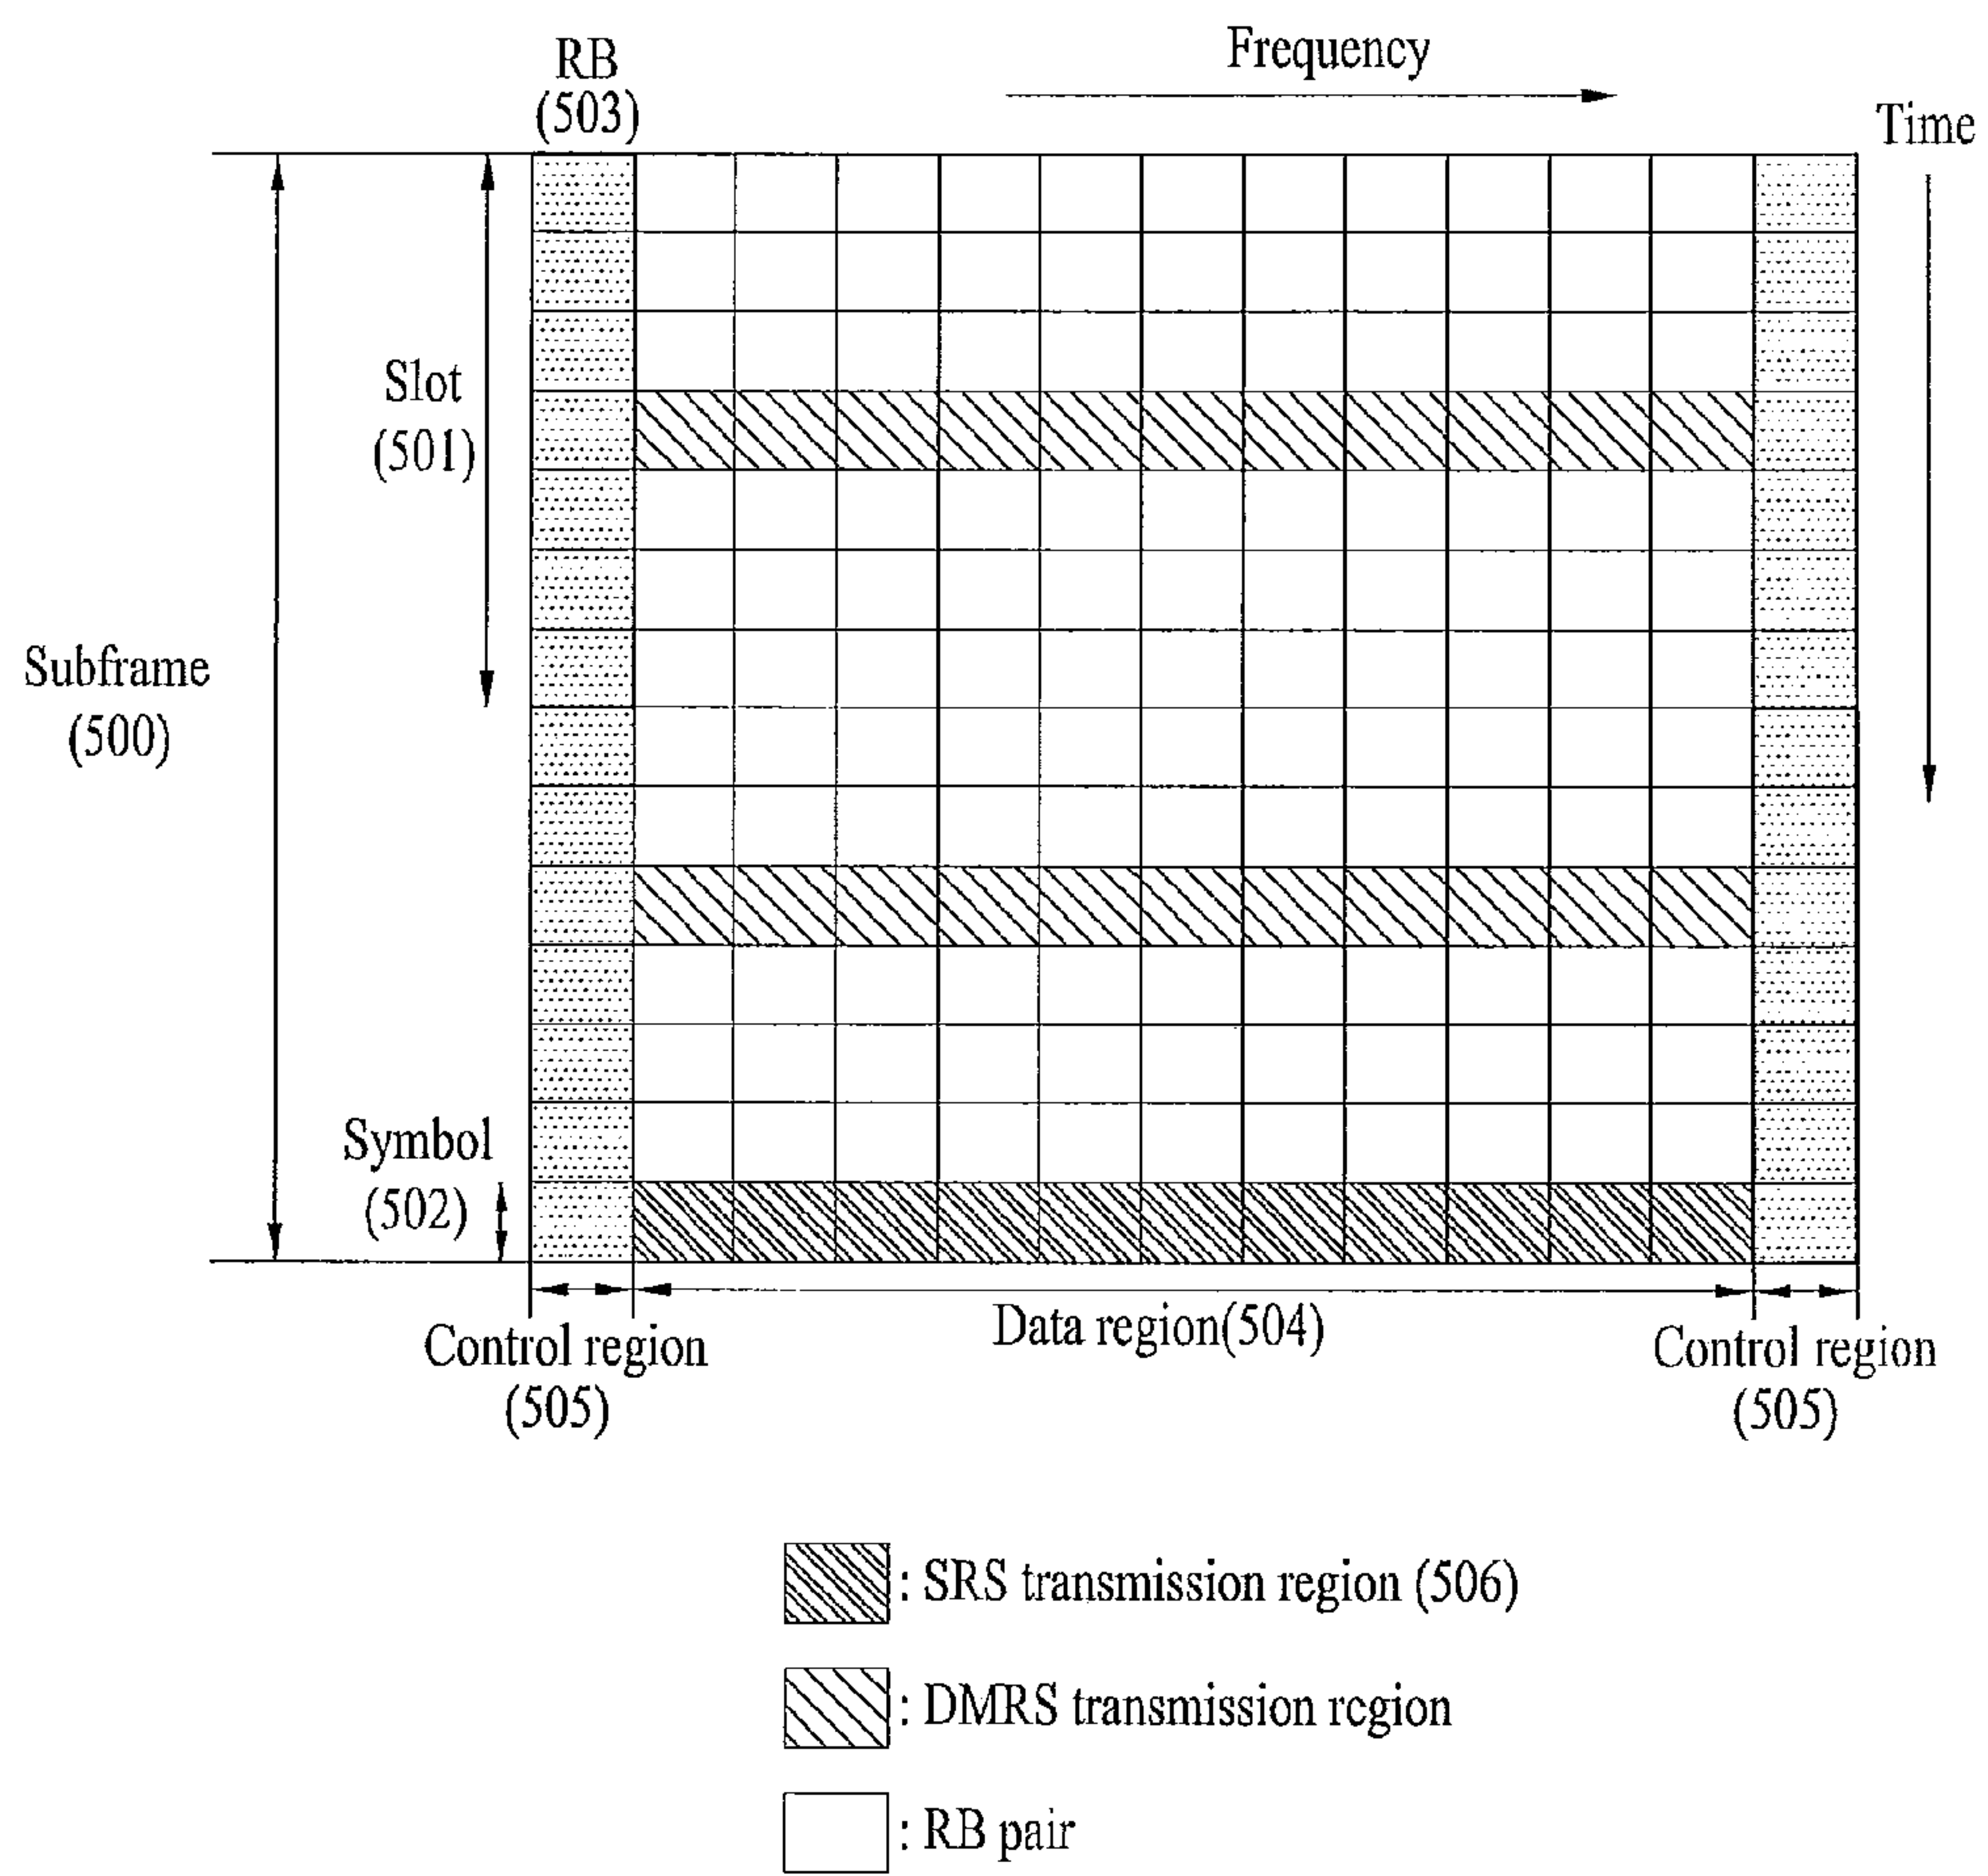 RB
(503)
Frequency
Time
Slot
(501)
Subframe
(500)
Symbol
(502)
Control region
(505)
Data region(504)
Control region
(505)
: SRS transmission region (506)
: DMRS transmission region
: RB pair